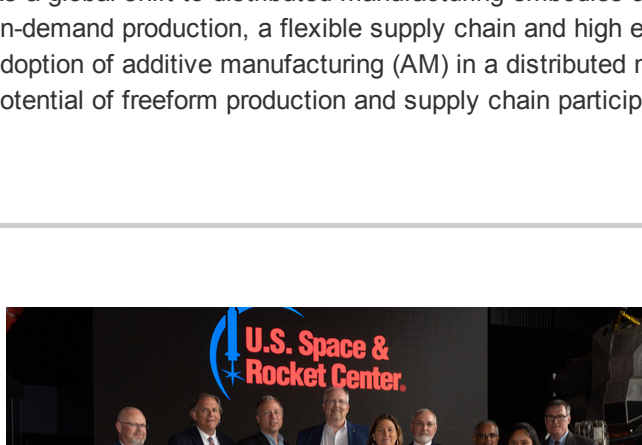 n-demand production, a flexible supply chain and high e
doption of additive manufacturing (AM) in a distributed
otential of freeform production and supply chain particip
U.S. Space &
Rocket Center.